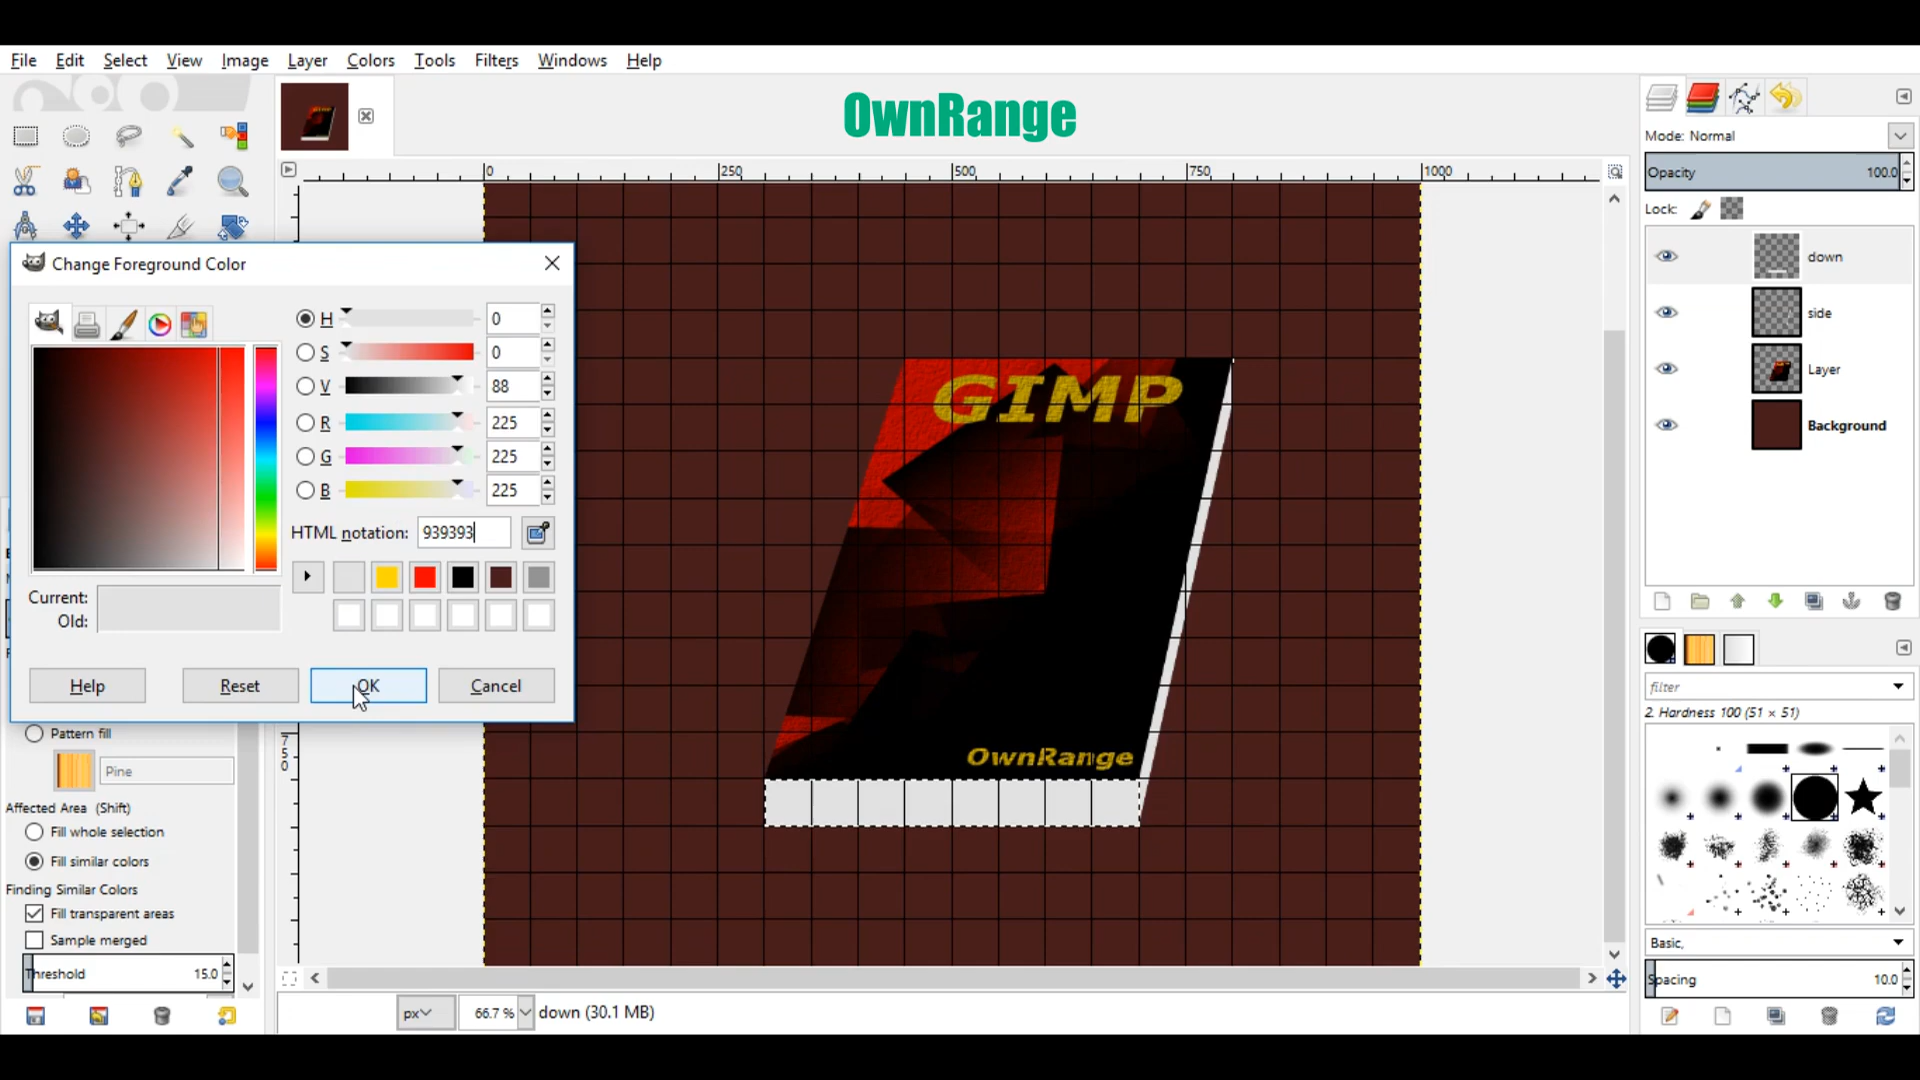 File Edit Select View Image Layer Colors Tools Filters Windows Help
OwnRange
0 250 500 750 1000
Mode: Normal
Opacity 100.0
Lock:
down
side
Layer
Background
Change Foreground Color
H 0
S 0
V 88
R 225
G 225
B 225
HTML notation: 939393
Current:
Old:
Help Reset OK Cancel
GIMP
OwnRange
750
Pattern fill
Pine
Affected Area (Shift)
Fill whole selection
Fill similar colors
Finding Similar Colors
Fill transparent areas
Sample merged
Threshold 15.0
px 66.7 % down (30.1 MB)
filter
2. Hardness 100 (51 × 51)
Basic,
Spacing 10.0